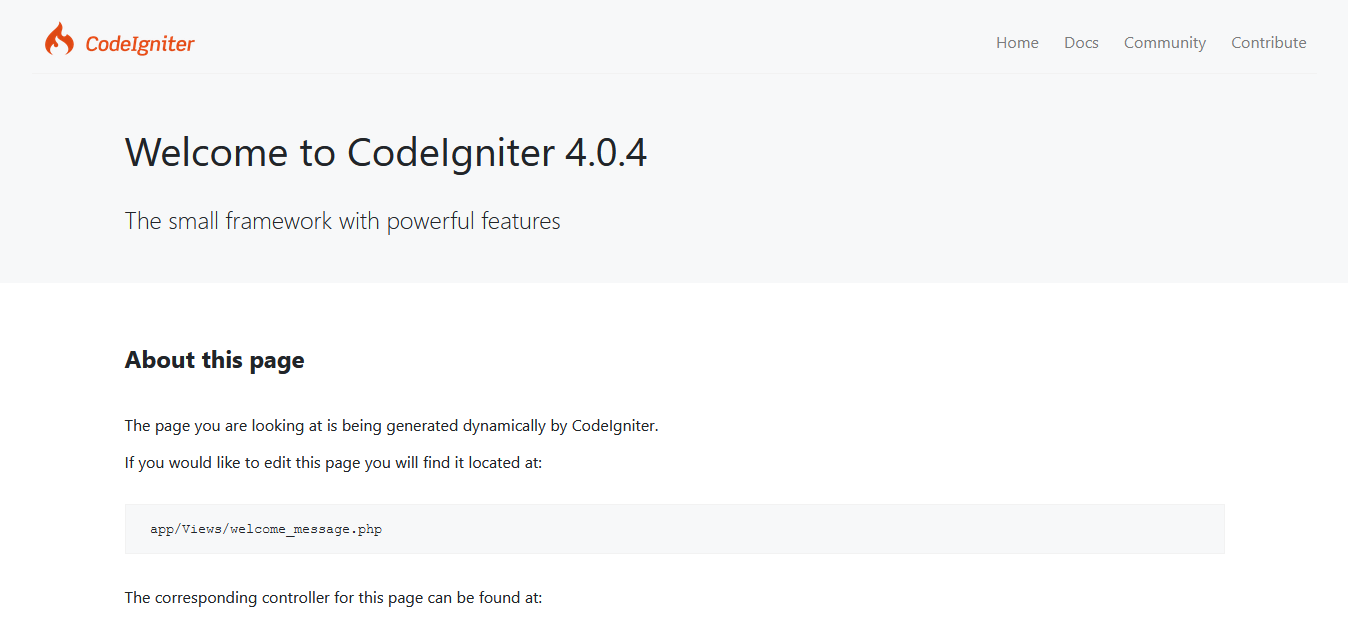 CodeIgniter
Home Docs Community Contribute
Welcome to CodeIgniter 4.0.4
The small framework with powerful features
About this page
The page you are looking at is being generated dynamically by CodeIgniter.
If you would like to edit this page you will find it located at:
app/Views/welcome_message.php
The corresponding controller for this page can be found at: